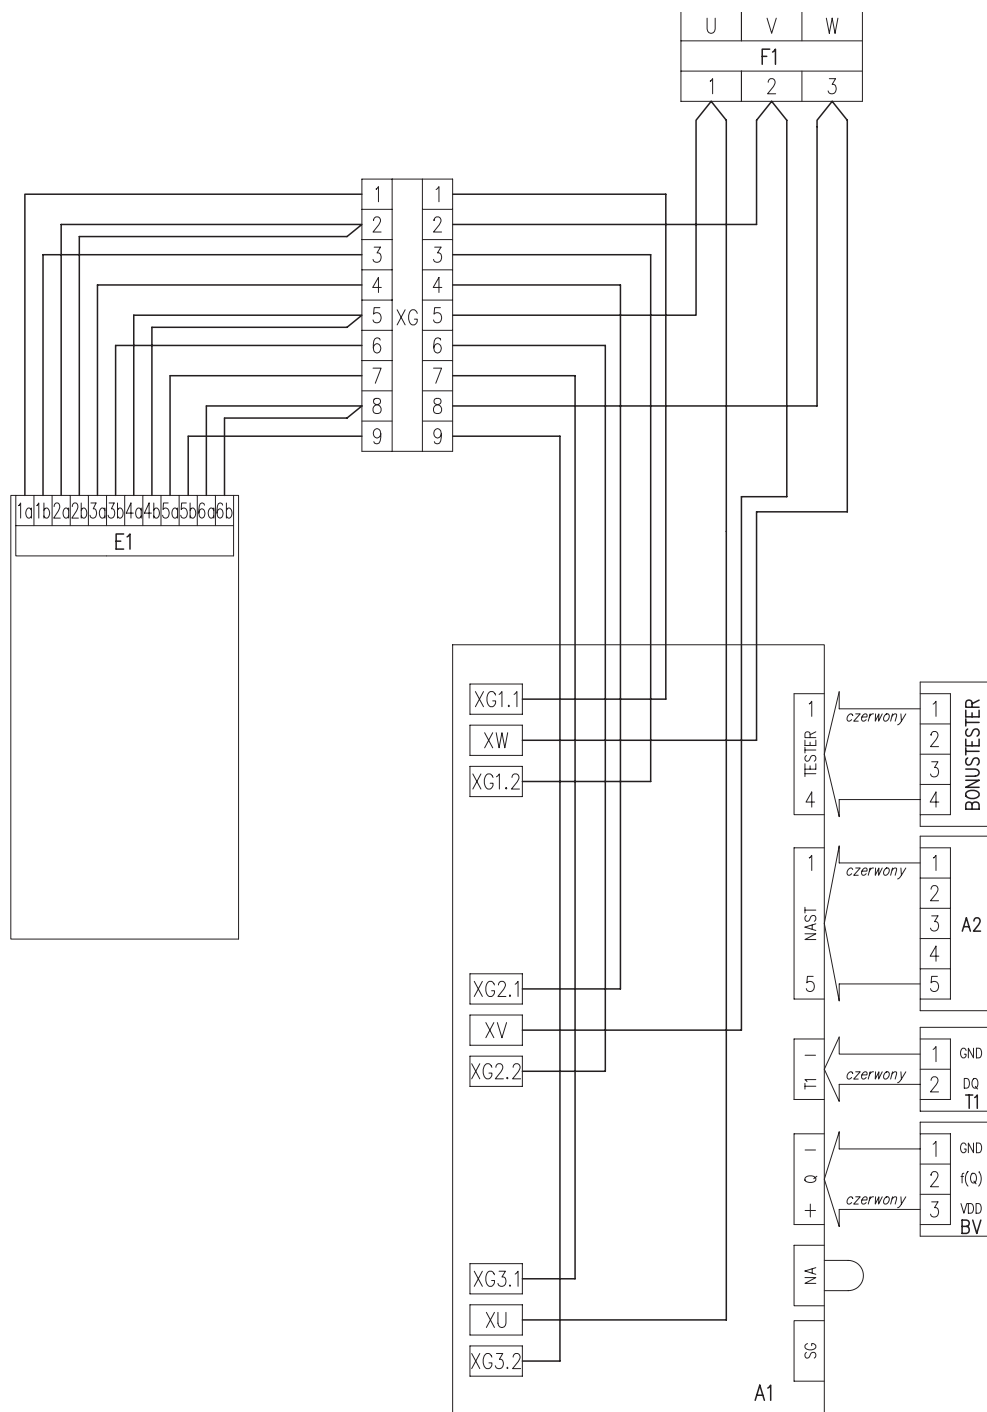 U V W
F1
1 2 3
1 1
2 2
3 3
4 4
5 XG 5
6 6
7 7
8 8
9 9
1a 1b 2a 2b 3a 3b 4a 4b 5a 5b 6a 6b
E1
XG1.1
XW
XG1.2
XG2.1
XV
XG2.2
XG3.1
XU
XG3.2
A1
1 TESTER 4
czerwony
1
2
3
4
BONUSTESTER
1 NAST 5
czerwony
1
2
3
4
5
A2
T1 –
czerwony
1 GND
2 DQ
T1
– Q +
czerwony
1 GND
2 f(Q)
3 VDD
BV
NA
SG